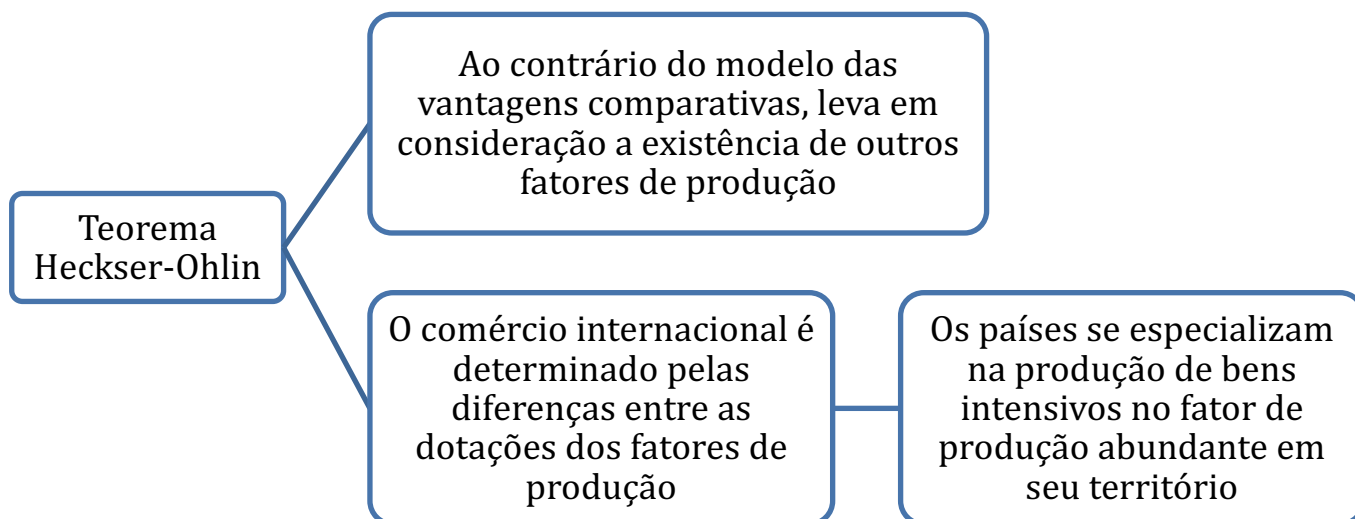 Ao contrário do modelo das
vantagens comparativas, leva em
consideração a existência de outros
fatores de produção
Teorema
Heckser-Ohlin
O comércio internacional é
determinado pelas
diferenças entre as
dotações dos fatores de
produção
Os países se especializam
na produção de bens
intensivos no fator de
produção abundante em
seu território